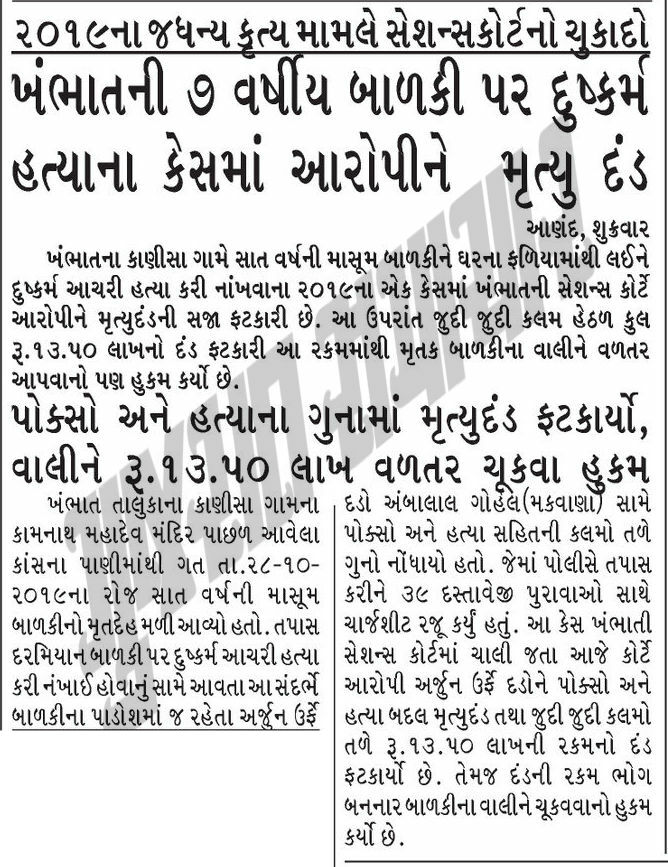 ૨૦૧૯ના જધન્ય કૃત્ય મામલે સેશન્સકોર્ટનો ચુકાદો
ખંભાતની ૭ વર્ષીય બાળકી પર દુષ્કર્મ
હત્યાના કેસમાં આરોપીને મૃત્યુ દંડ
આણંદ, શુક્રવાર
ખંભાતના કાણીસા ગામે સાત વર્ષની માસૂમ બાળકીને ઘરના ફળિયામાંથી લઈને
દુષ્કર્મ આચરી હત્યા કરી નાંખવાના ૨૦૧૯ના એક કેસમાં ખંભાતની સેશન્સ કોર્ટે
આરોપીને મૃત્યુદંડની સજા ફટકારી છે. આ ઉપરાંત જુદી જુદી કલમ હેઠળ કુલ
રૂ.૧૩.૫૦ લાખનો દંડ ફટકારી આ રકમમાંથી મૃતક બાળકીના વાલીને વળતર
આપવાનો પણ હુકમ કર્યો છે.
પોક્સો અને હત્યાના ગુનામાં મૃત્યુદંડ ફટકાર્યો,
વાલીને રૂ.૧૩.૫૦ લાખ વળતર ચૂકવા હુકમ
ખંભાત તાલુકાના કાણીસા ગામના
કામનાથ મહાદેવ મંદિર પાછળ આવેલા
કાંસના પાણીમાંથી ગત તા.૨૮-૧૦-
૨૦૧૯ના રોજ સાત વર્ષની માસૂમ
બાળકીનો મૃતદેહ મળી આવ્યો હતો. તપાસ
દરમિયાન બાળકી પર દુષ્કર્મ આચરી હત્યા
કરી નંખાઈ હોવાનું સામે આવતા આ સંદર્ભે
બાળકીના પાડોશમાં જ રહેતા અર્જુન ઉર્ફે
દડો અંબાલાલ ગોહેલ(મકવાણા) સામે
પોક્સો અને હત્યા સહિતની કલમો તળે
ગુનો નોંધાયો હતો. જેમાં પોલીસે તપાસ
કરીને ૩૯ દસ્તાવેજી પુરાવાઓ સાથે
ચાર્જશીટ રજૂ કર્યું હતું. આ કેસ ખંભાતી
સેશન્સ કોર્ટમાં ચાલી જતા આજે કોર્ટે
આરોપી અર્જુન ઉર્ફે દડોને પોક્સો અને
હત્યા બદલ મૃત્યુદંડ તથા જુદી જુદી કલમો
તળે રૂ.૧૩.૫૦ લાખની રકમનો દંડ
ફટકાર્યો છે. તેમજ દંડની રકમ ભોગ
બનનાર બાળકીના વાલીને ચૂકવવાનો હુકમ
કર્યો છે.
ગુજરાત સમાચાર